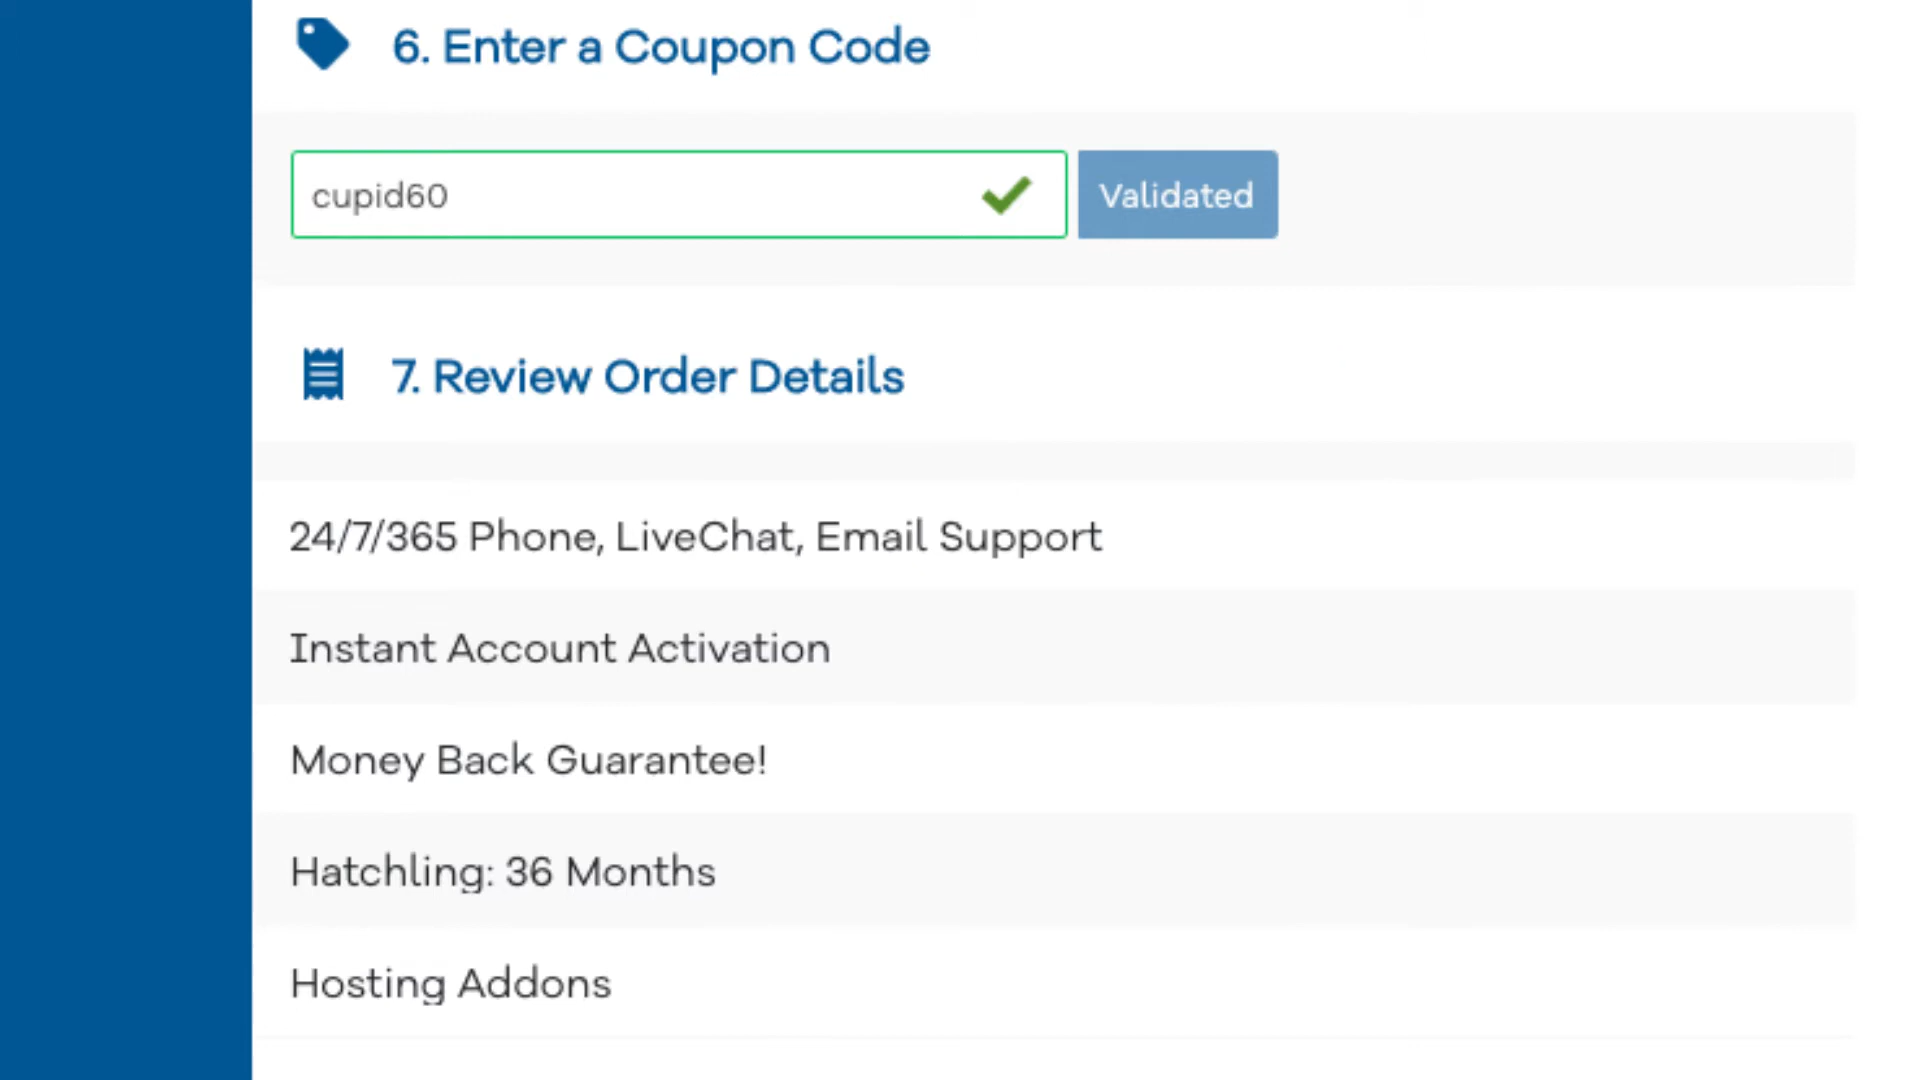 6. Enter a Coupon Code
cupid60
Validated
7. Review Order Details
24/7/365 Phone, LiveChat, Email Support
Instant Account Activation
Money Back Guarantee!
Hatchling: 36 Months
Hosting Addons